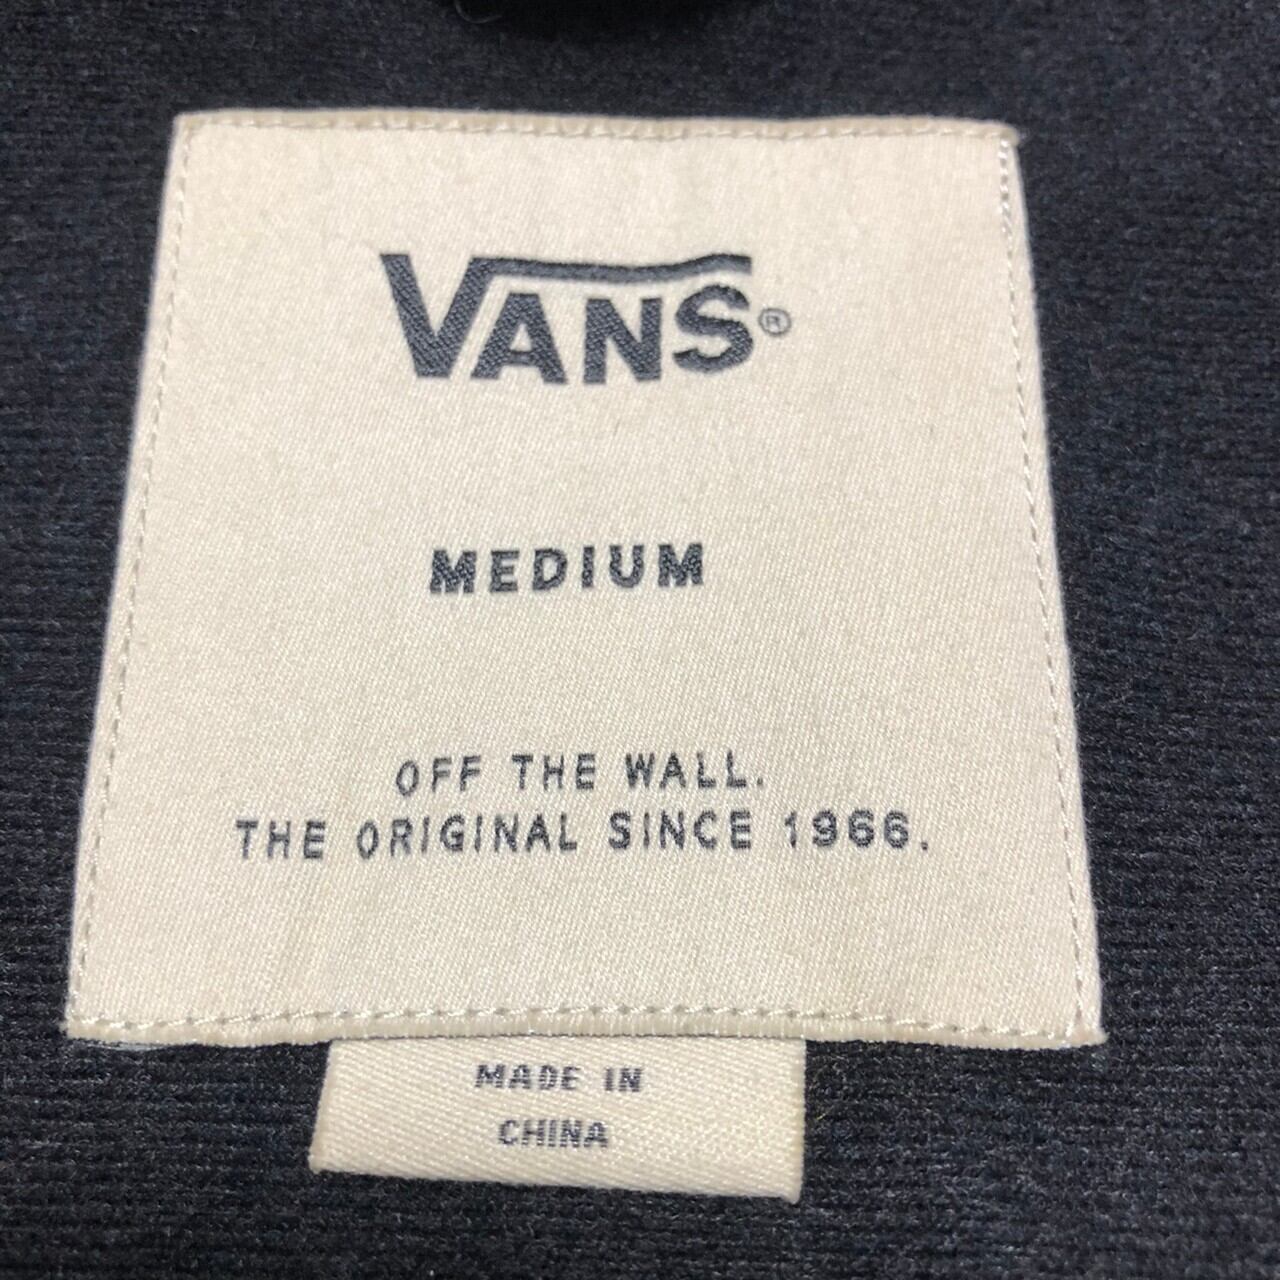 VANS®
MEDIUM
OFF THE WALL.
THE ORIGINAL SINCE 1966.
MADE IN
CHINA